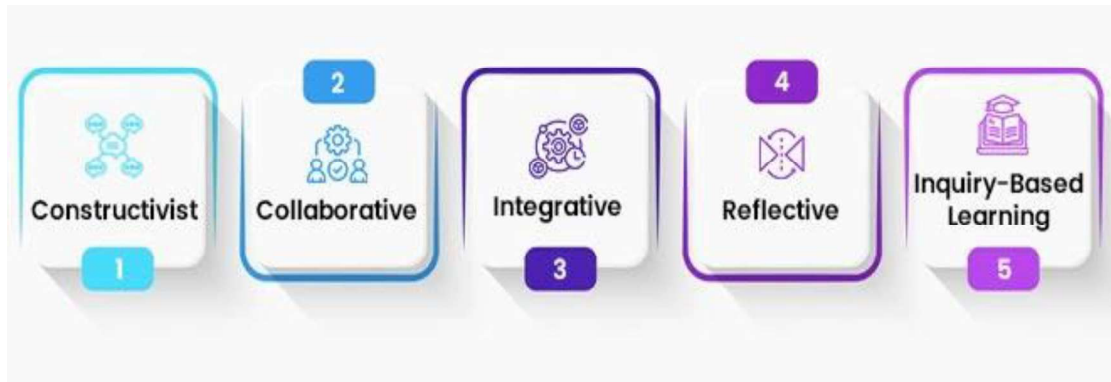 Constructivist
1
2
Collaborative
Integrative
3
4
Reflective
Inquiry-Based
Learning
5